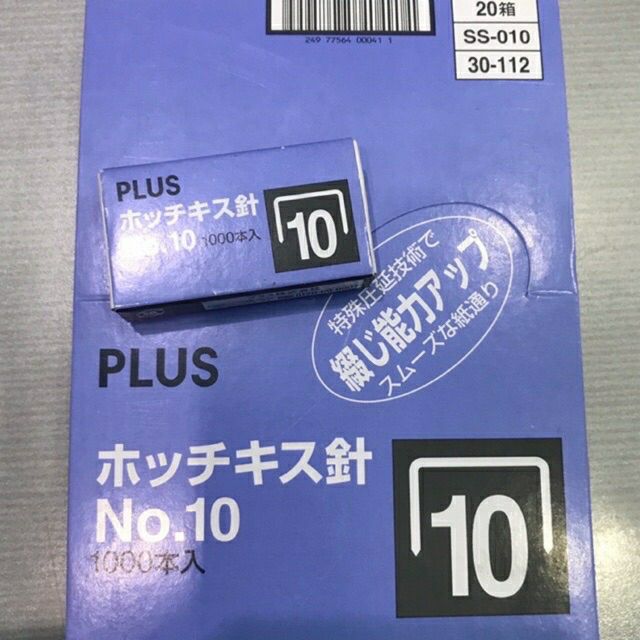 249 77564 00041 1
20箱
SS-010
30-112
PLUS
ホッチキス針
No.10 1000本入
10
特殊圧延技術で
綴じ能力アップ
スムーズな紙通り
PLUS
ホッチキス針
No.10
1000本入
10